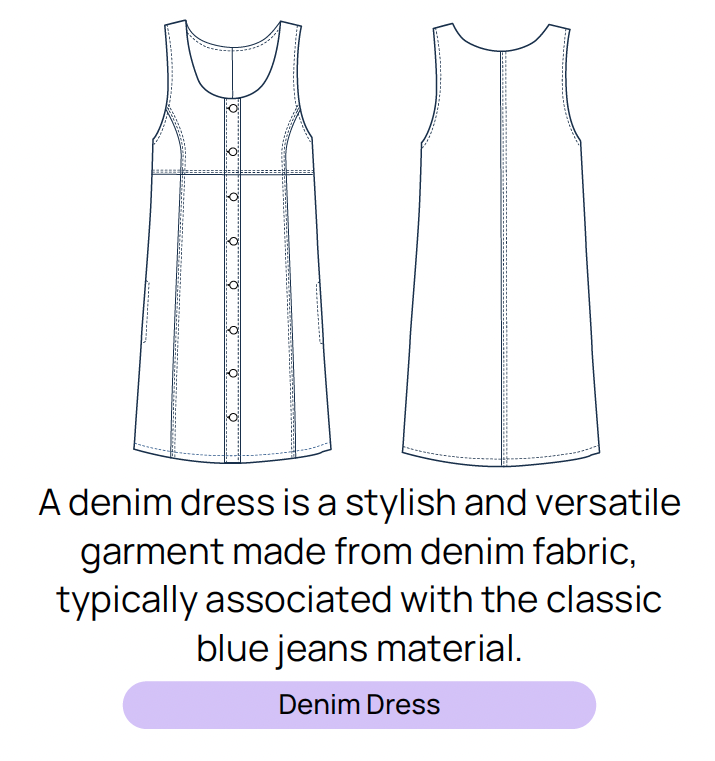 A denim dress is a stylish and versatile
garment made from denim fabric,
typically associated with the classic
blue jeans material.
Denim Dress